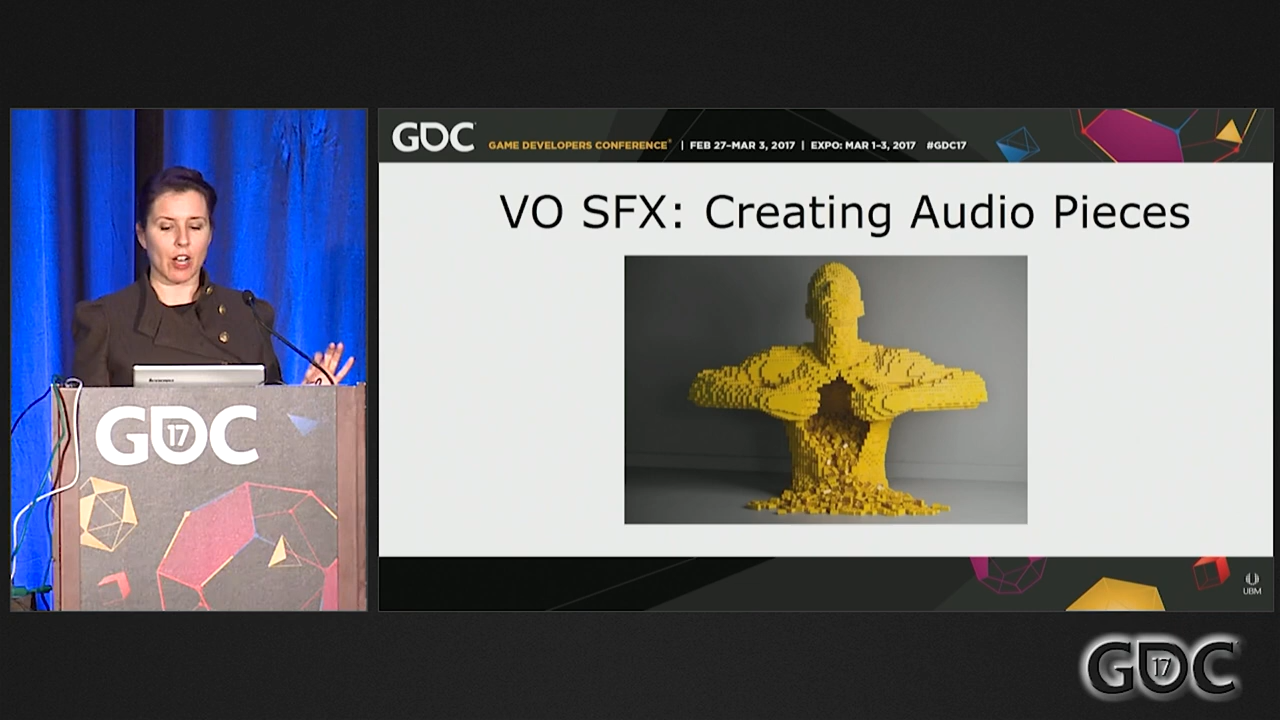 GDC GAME DEVELOPERS CONFERENCE® | FEB 27–MAR 3, 2017 | EXPO: MAR 1–3, 2017 #GDC17
VO SFX: Creating Audio Pieces
Lenovo
GDC
17
UBM
GDC
17